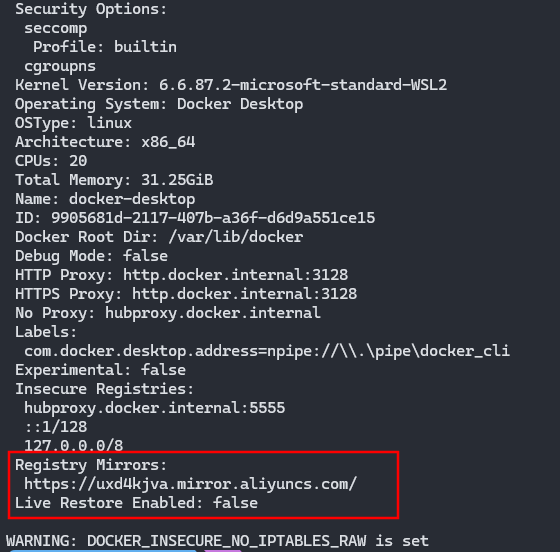 Security Options:
seccomp
Profile: builtin
cgroupns
Kernel Version: 6.6.87.2-microsoft-standard-WSL2
Operating System: Docker Desktop
OSType: linux
Architecture: x86_64
CPUs: 20
Total Memory: 31.25GiB
Name: docker-desktop
ID: 9905681d-2117-407b-a36f-d6d9a551ce15
Docker Root Dir: /var/lib/docker
Debug Mode: false
HTTP Proxy: http.docker.internal:3128
HTTPS Proxy: http.docker.internal:3128
No Proxy: hubproxy.docker.internal
Labels:
com.docker.desktop.address=npipe://\\.\pipe\docker_cli
Experimental: false
Insecure Registries:
hubproxy.docker.internal:5555
::1/128
127.0.0.0/8
Registry Mirrors:
https://uxd4kjva.mirror.aliyuncs.com/
Live Restore Enabled: false
WARNING: DOCKER_INSECURE_NO_IPTABLES_RAW is set